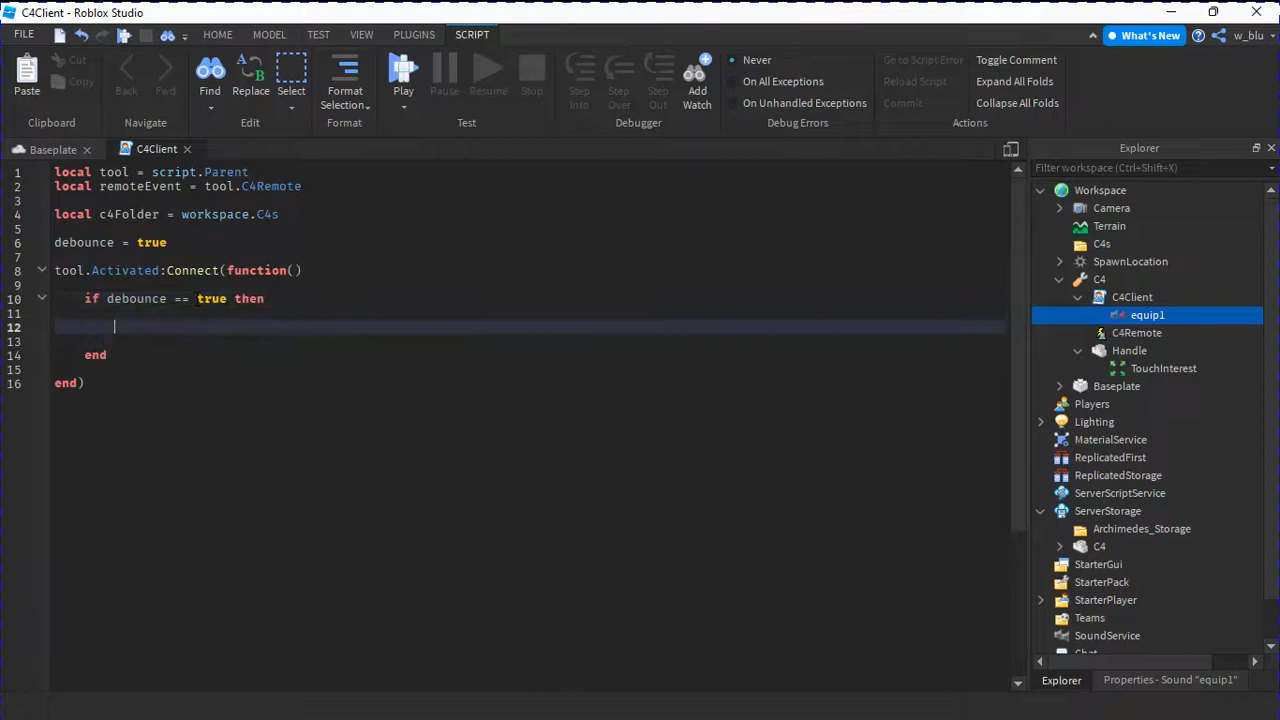 C4Client - Roblox Studio
FILE HOME MODEL TEST VIEW PLUGINS SCRIPT What's New w_blu
Paste Cut Copy
Back Fwd
Find Replace Select
Format Selection
Play Pause Resume Stop
Step Into Step Over Step Out Add Watch
Never
On All Exceptions
On Unhandled Exceptions
Go to Script Error
Reload Script
Commit
Toggle Comment
Expand All Folds
Collapse All Folds
Clipboard Navigate Edit Format Test Debugger Debug Errors Actions
Baseplate C4Client
1 local tool = script.Parent
2 local remoteEvent = tool.C4Remote
3
4 local c4Folder = workspace.C4s
5
6 debounce = true
7
8 tool.Activated:Connect(function()
9
10 if debounce == true then
11
12
13
14 end
15
16 end)
Explorer
Filter workspace (Ctrl+Shift+X)
Workspace
Camera
Terrain
C4s
SpawnLocation
C4
C4Client
equip1
C4Remote
Handle
TouchInterest
Baseplate
Players
Lighting
MaterialService
ReplicatedFirst
ReplicatedStorage
ServerScriptService
ServerStorage
Archimedes_Storage
C4
StarterGui
StarterPack
StarterPlayer
Teams
SoundService
Chat
Explorer Properties - Sound "equip1"